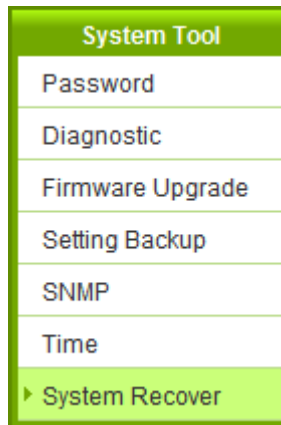 System Tool
Password
Diagnostic
Firmware Upgrade
Setting Backup
SNMP
Time
System Recover